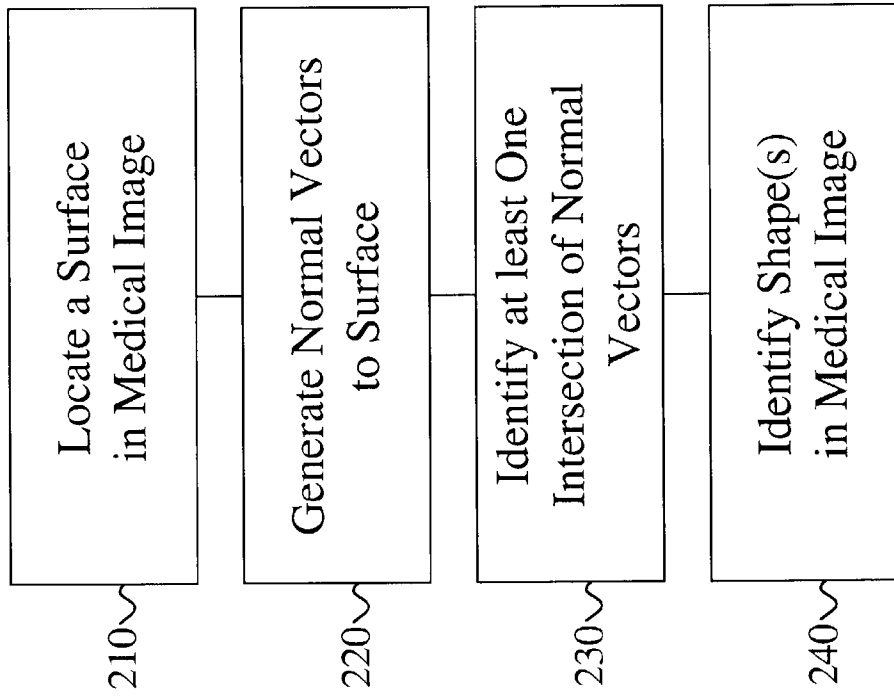 210
Locate a Surface
in Medical Image
220
Generate Normal Vectors
to Surface
230
Identify at least One
Intersection of Normal
Vectors
240
Identify Shape(s)
in Medical Image